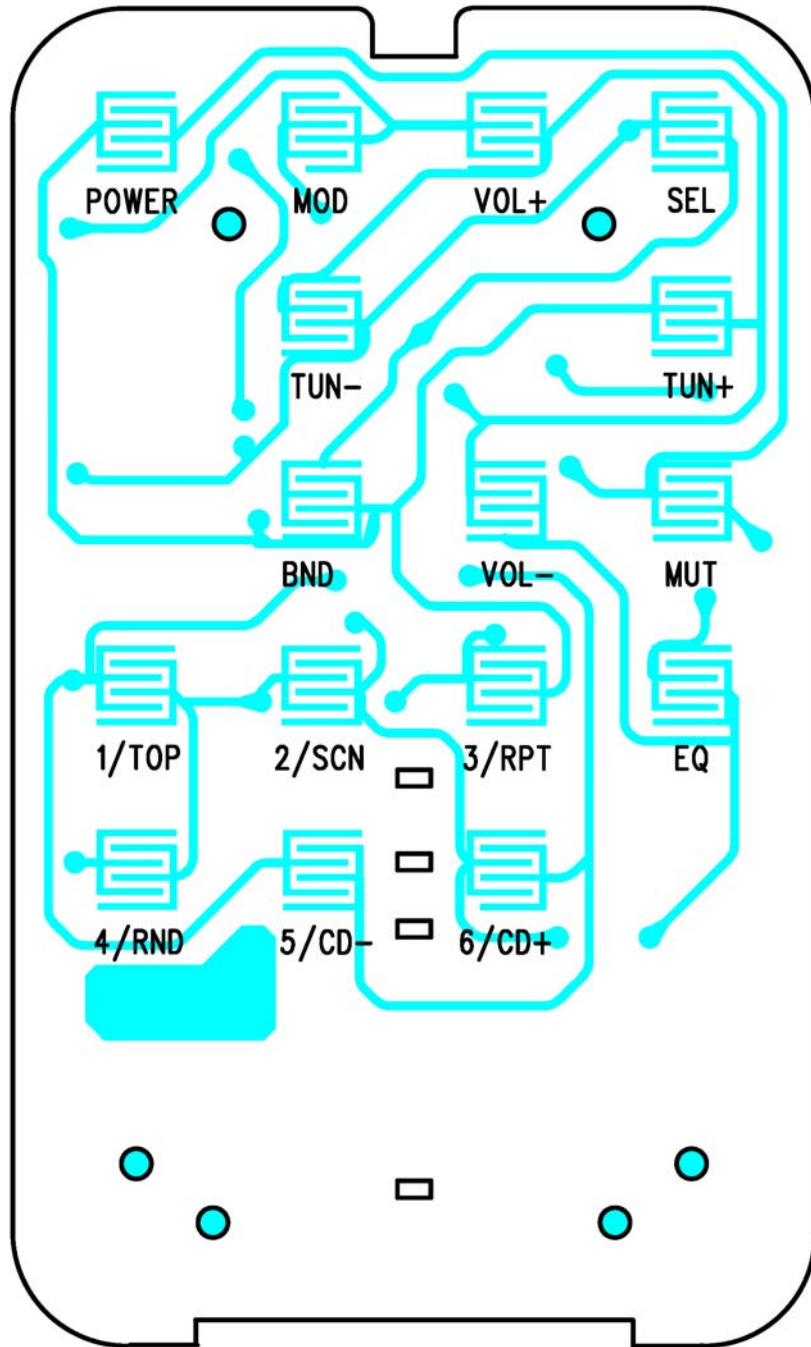 POWER MOD VOL+ SEL
TUN- TUN+
BND VOL- MUT
1/TOP 2/SCN 3/RPT EQ
4/RND 5/CD- 6/CD+